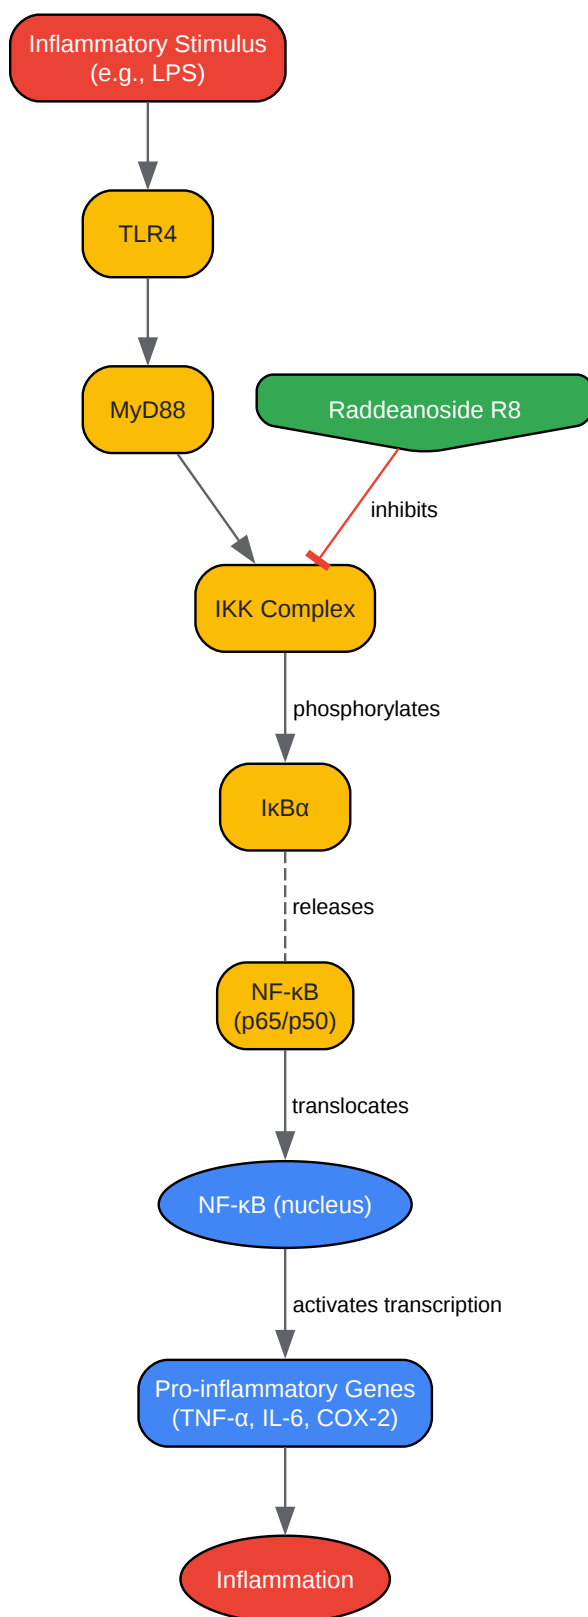 Inflammatory Stimulus
(e.g., LPS)
TLR4
MyD88
Raddeanoside R8
inhibits
IKK Complex
phosphorylates
IκBα
releases
NF-κB
(p65/p50)
translocates
NF-κB (nucleus)
activates transcription
Pro-inflammatory Genes
(TNF-α, IL-6, COX-2)
Inflammation